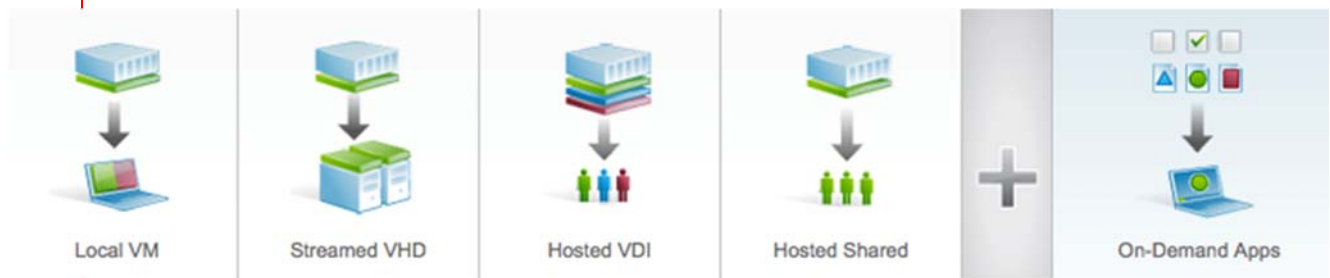 Local VM
Streamed VHD
Hosted VDI
Hosted Shared
On-Demand Apps